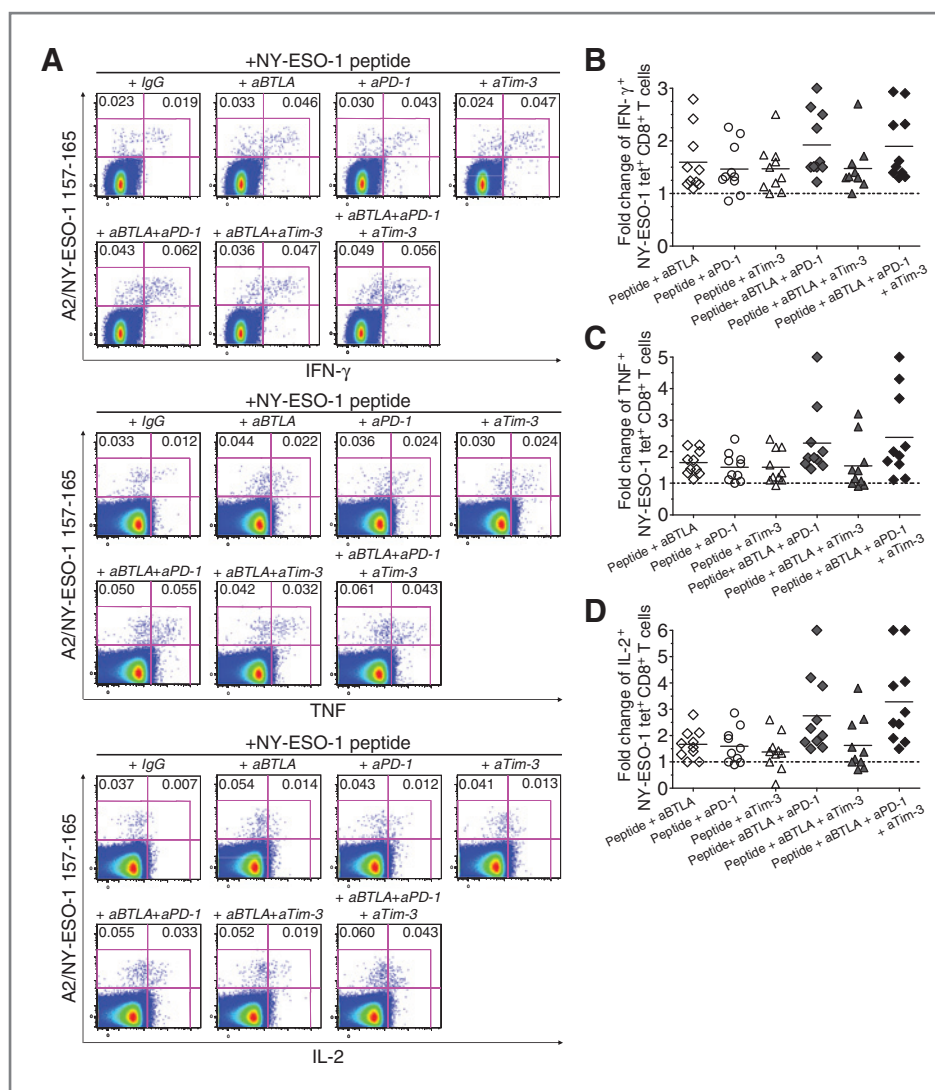 A
+NY-ESO-1 peptide
+ IgG + aBTLA + aPD-1 + aTim-3
0.023 0.019 0.033 0.046 0.030 0.043 0.024 0.047
+ aBTLA+aPD-1
+ aBTLA+aPD-1 + aBTLA+aTim-3 + aTim-3
0.043 0.062 0.036 0.047 0.049 0.056
A2/NY-ESO-1 157-165
IFN-γ
+NY-ESO-1 peptide
+ IgG + aBTLA + aPD-1 + aTim-3
0.033 0.012 0.044 0.022 0.036 0.024 0.030 0.024
+ aBTLA+aPD-1
+ aBTLA+aPD-1 + aBTLA+aTim-3 + aTim-3
0.050 0.055 0.042 0.032 0.061 0.043
A2/NY-ESO-1 157-165
TNF
+NY-ESO-1 peptide
+ IgG + aBTLA + aPD-1 + aTim-3
0.037 0.007 0.054 0.014 0.043 0.012 0.041 0.013
+ aBTLA+aPD-1
+ aBTLA+aPD-1 + aBTLA+aTim-3 + aTim-3
0.055 0.033 0.052 0.019 0.060 0.043
A2/NY-ESO-1 157-165
IL-2
B
Fold change of IFN-γ+
NY-ESO-1 tet+ CD8+ T cells
3
2
1
0
Peptide + aBTLA
Peptide + aPD-1
Peptide + aTim-3
Peptide+ aBTLA + aPD-1
Peptide + aBTLA + aTim-3
Peptide + aBTLA + aPD-1
+ aTim-3
C
Fold change of TNF+
NY-ESO-1 tet+ CD8+ T cells
5
4
3
2
1
0
Peptide + aBTLA
Peptide + aPD-1
Peptide + aTim-3
Peptide+ aBTLA + aPD-1
Peptide + aBTLA + aTim-3
Peptide + aBTLA + aPD-1
+ aTim-3
D
Fold change of IL-2+
NY-ESO-1 tet+ CD8+ T cells
6
5
4
3
2
1
0
Peptide + aBTLA
Peptide + aPD-1
Peptide + aTim-3
Peptide+ aBTLA + aPD-1
Peptide + aBTLA + aTim-3
Peptide + aBTLA + aPD-1
+ aTim-3